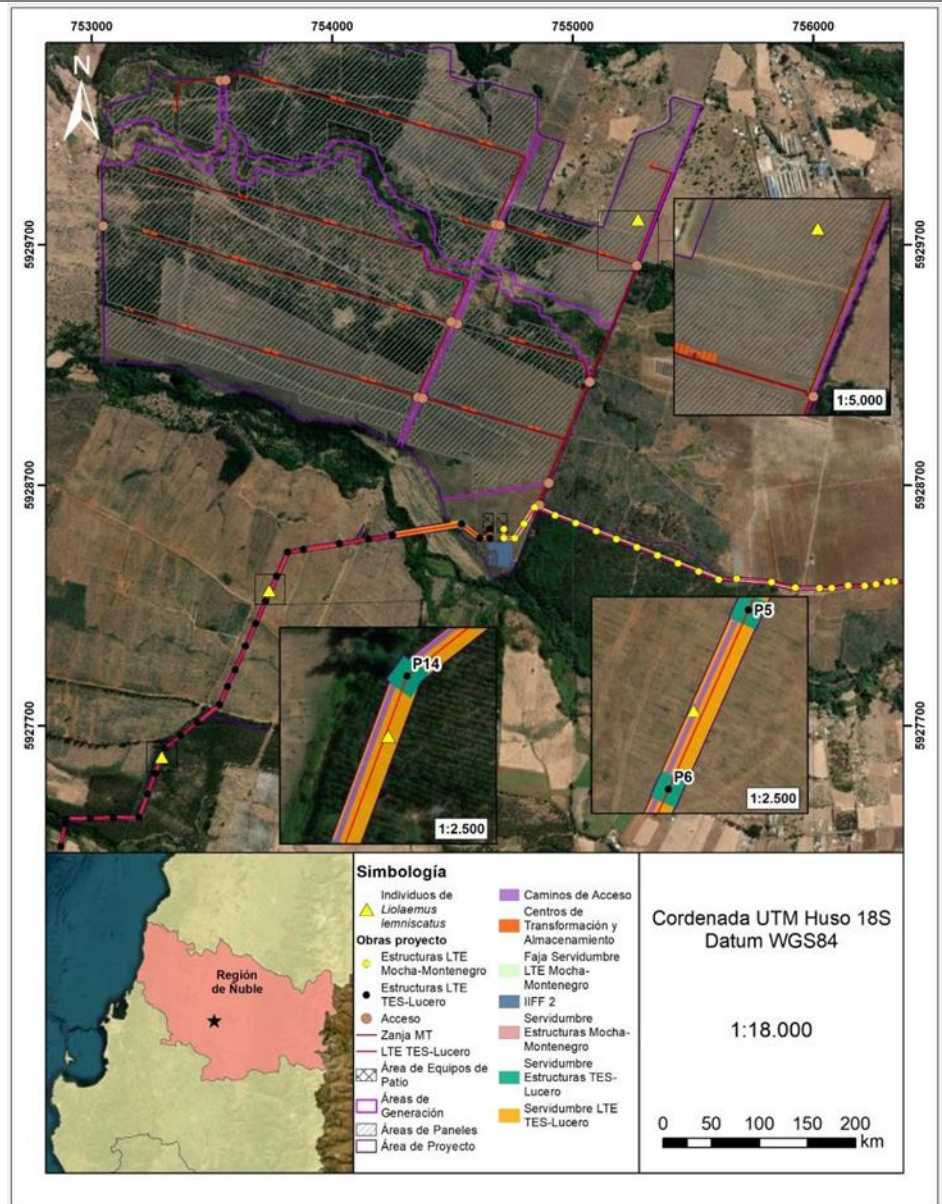 753000
754000
755000
756000
N
5929700
5929700
1:5.000
5928700
5928700
P14
1:2.500
P5
P6
1:2.500
5927700
5927700
Región
de Ñuble
Simbología
Individuos de
Liolaemus
lemniscatus
Obras proyecto
Estructuras LTE
Mocha-Montenegro
Estructuras LTE
TES-Lucero
Acceso
Zanja MT
LTE TES-Lucero
Área de Equipos de
Patio
Áreas de
Generación
Áreas de Paneles
Área de Proyecto
Caminos de Acceso
Centros de
Transformación y
Almacenamiento
Faja Servidumbre
LTE Mocha-
Montenegro
IIFF 2
Servidumbre
Estructuras Mocha-
Montenegro
Servidumbre
Estructuras TES-
Lucero
Servidumbre LTE
TES-Lucero
Cordenada UTM Huso 18S
Datum WGS84
1:18.000
0 50 100 150 200
km